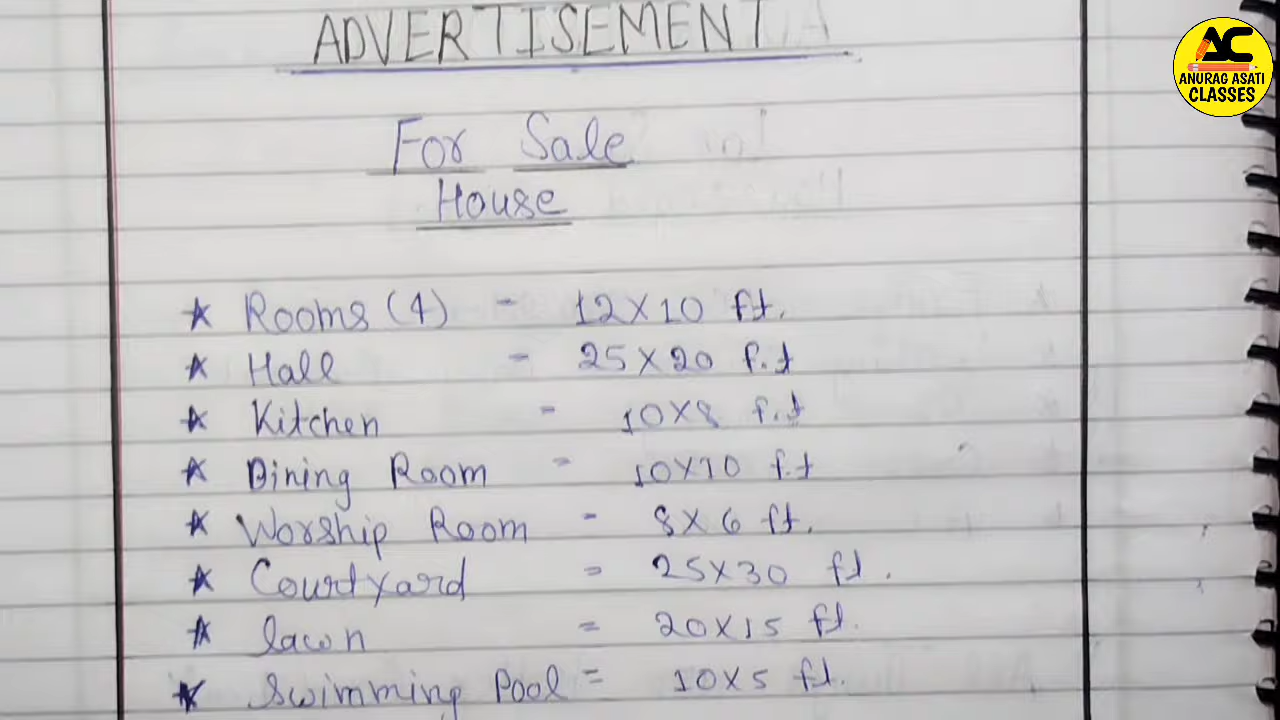 ADVERTISEMENT
AC
ANURAG ASATI
CLASSES
For Sale
House
★ Rooms (4) - 12X10 ft.
★ Hall - 25X20 f.t
★ Kitchen = 10X8 f.t
★ Dining Room = 10X10 f.t
★ Worship Room - 8X6 ft.
★ Courtyard = 25X30 ft.
★ lawn = 20X15 ft.
★ Swimming Pool = 10X5 ft.